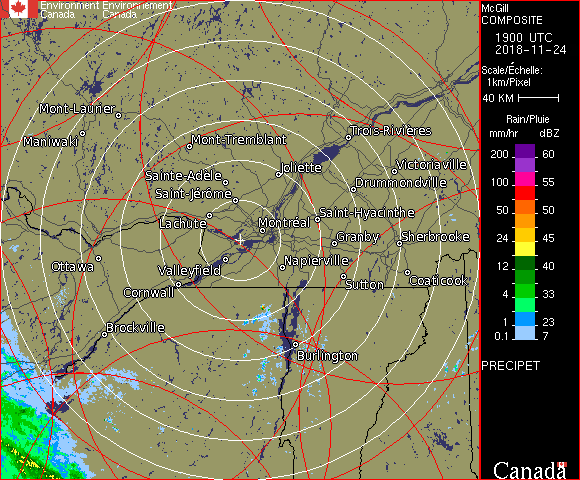 Environment Environnement
Canada Canada
McGill
COMPOSITE
1900 UTC
2018-11-24
Scale/Échelle:
1km/Pixel
40 KM
Rain/Pluie
mm/hr dBZ
200 60
100 55
50 50
24 45
12 40
4 33
1 23
0.1 7
PRECIPET
Canada
Mont-Laurier
Maniwaki
Mont-Tremblant
Trois-Rivières
Sainte-Adèle
Joliette
Victoriaville
Saint-Jérôme
Drummondville
Lachute
Montréal
Saint-Hyacinthe
Granby
Sherbrooke
Ottawa
Valleyfield
Napierville
Cornwall
Sutton
Coaticook
Brockville
Burlington